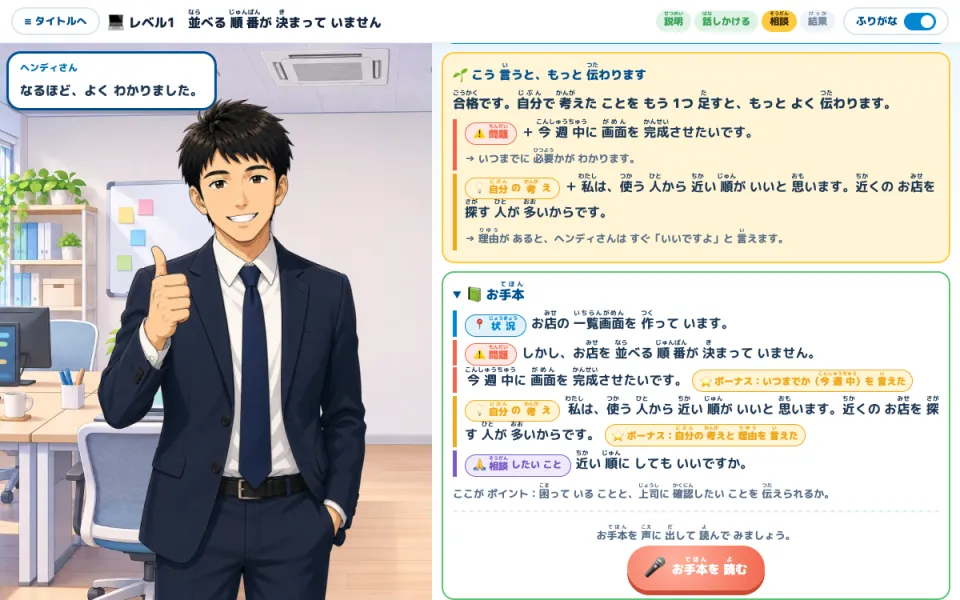 ≡ タイトルへ
レベル1 並べる 順番が 決まって いません
説明
話しかける
相談
結果
ふりがな
ヘンディさん
なるほど、よく わかりました。
こう 言うと、もっと 伝わります
合格です。自分で 考えた ことを もう 1つ 足すと、もっと よく 伝わります。
問題 + 今週中に 画面を 完成させたいです。
→ いつまでに 必要かが わかります。
自分の 考え + 私は、使う 人から 近い 順が いいと 思います。近くの お店を
探す 人が 多いからです。
→ 理由が あると、ヘンディさんは すぐ「いいですよ」と 言えます。
▼ お手本
状況 お店の 一覧画面を 作って います。
問題 しかし、お店を 並べる 順番が 決まって いません。
今週中に 画面を 完成させたいです。 ボーナス：いつまでか（今週中）を 言えた
自分の 考え 私は、使う 人から 近い 順が いいと 思います。近くの お店を 探
す 人が 多いからです。 ボーナス：自分の 考えと 理由を 言えた
相談 したい こと 近い 順に しても いいですか。
ここが ポイント：困って いる ことと、上司に 確認したい ことを 伝えられるか。
お手本を 声に 出して 読んで みましょう。
お手本を 読む